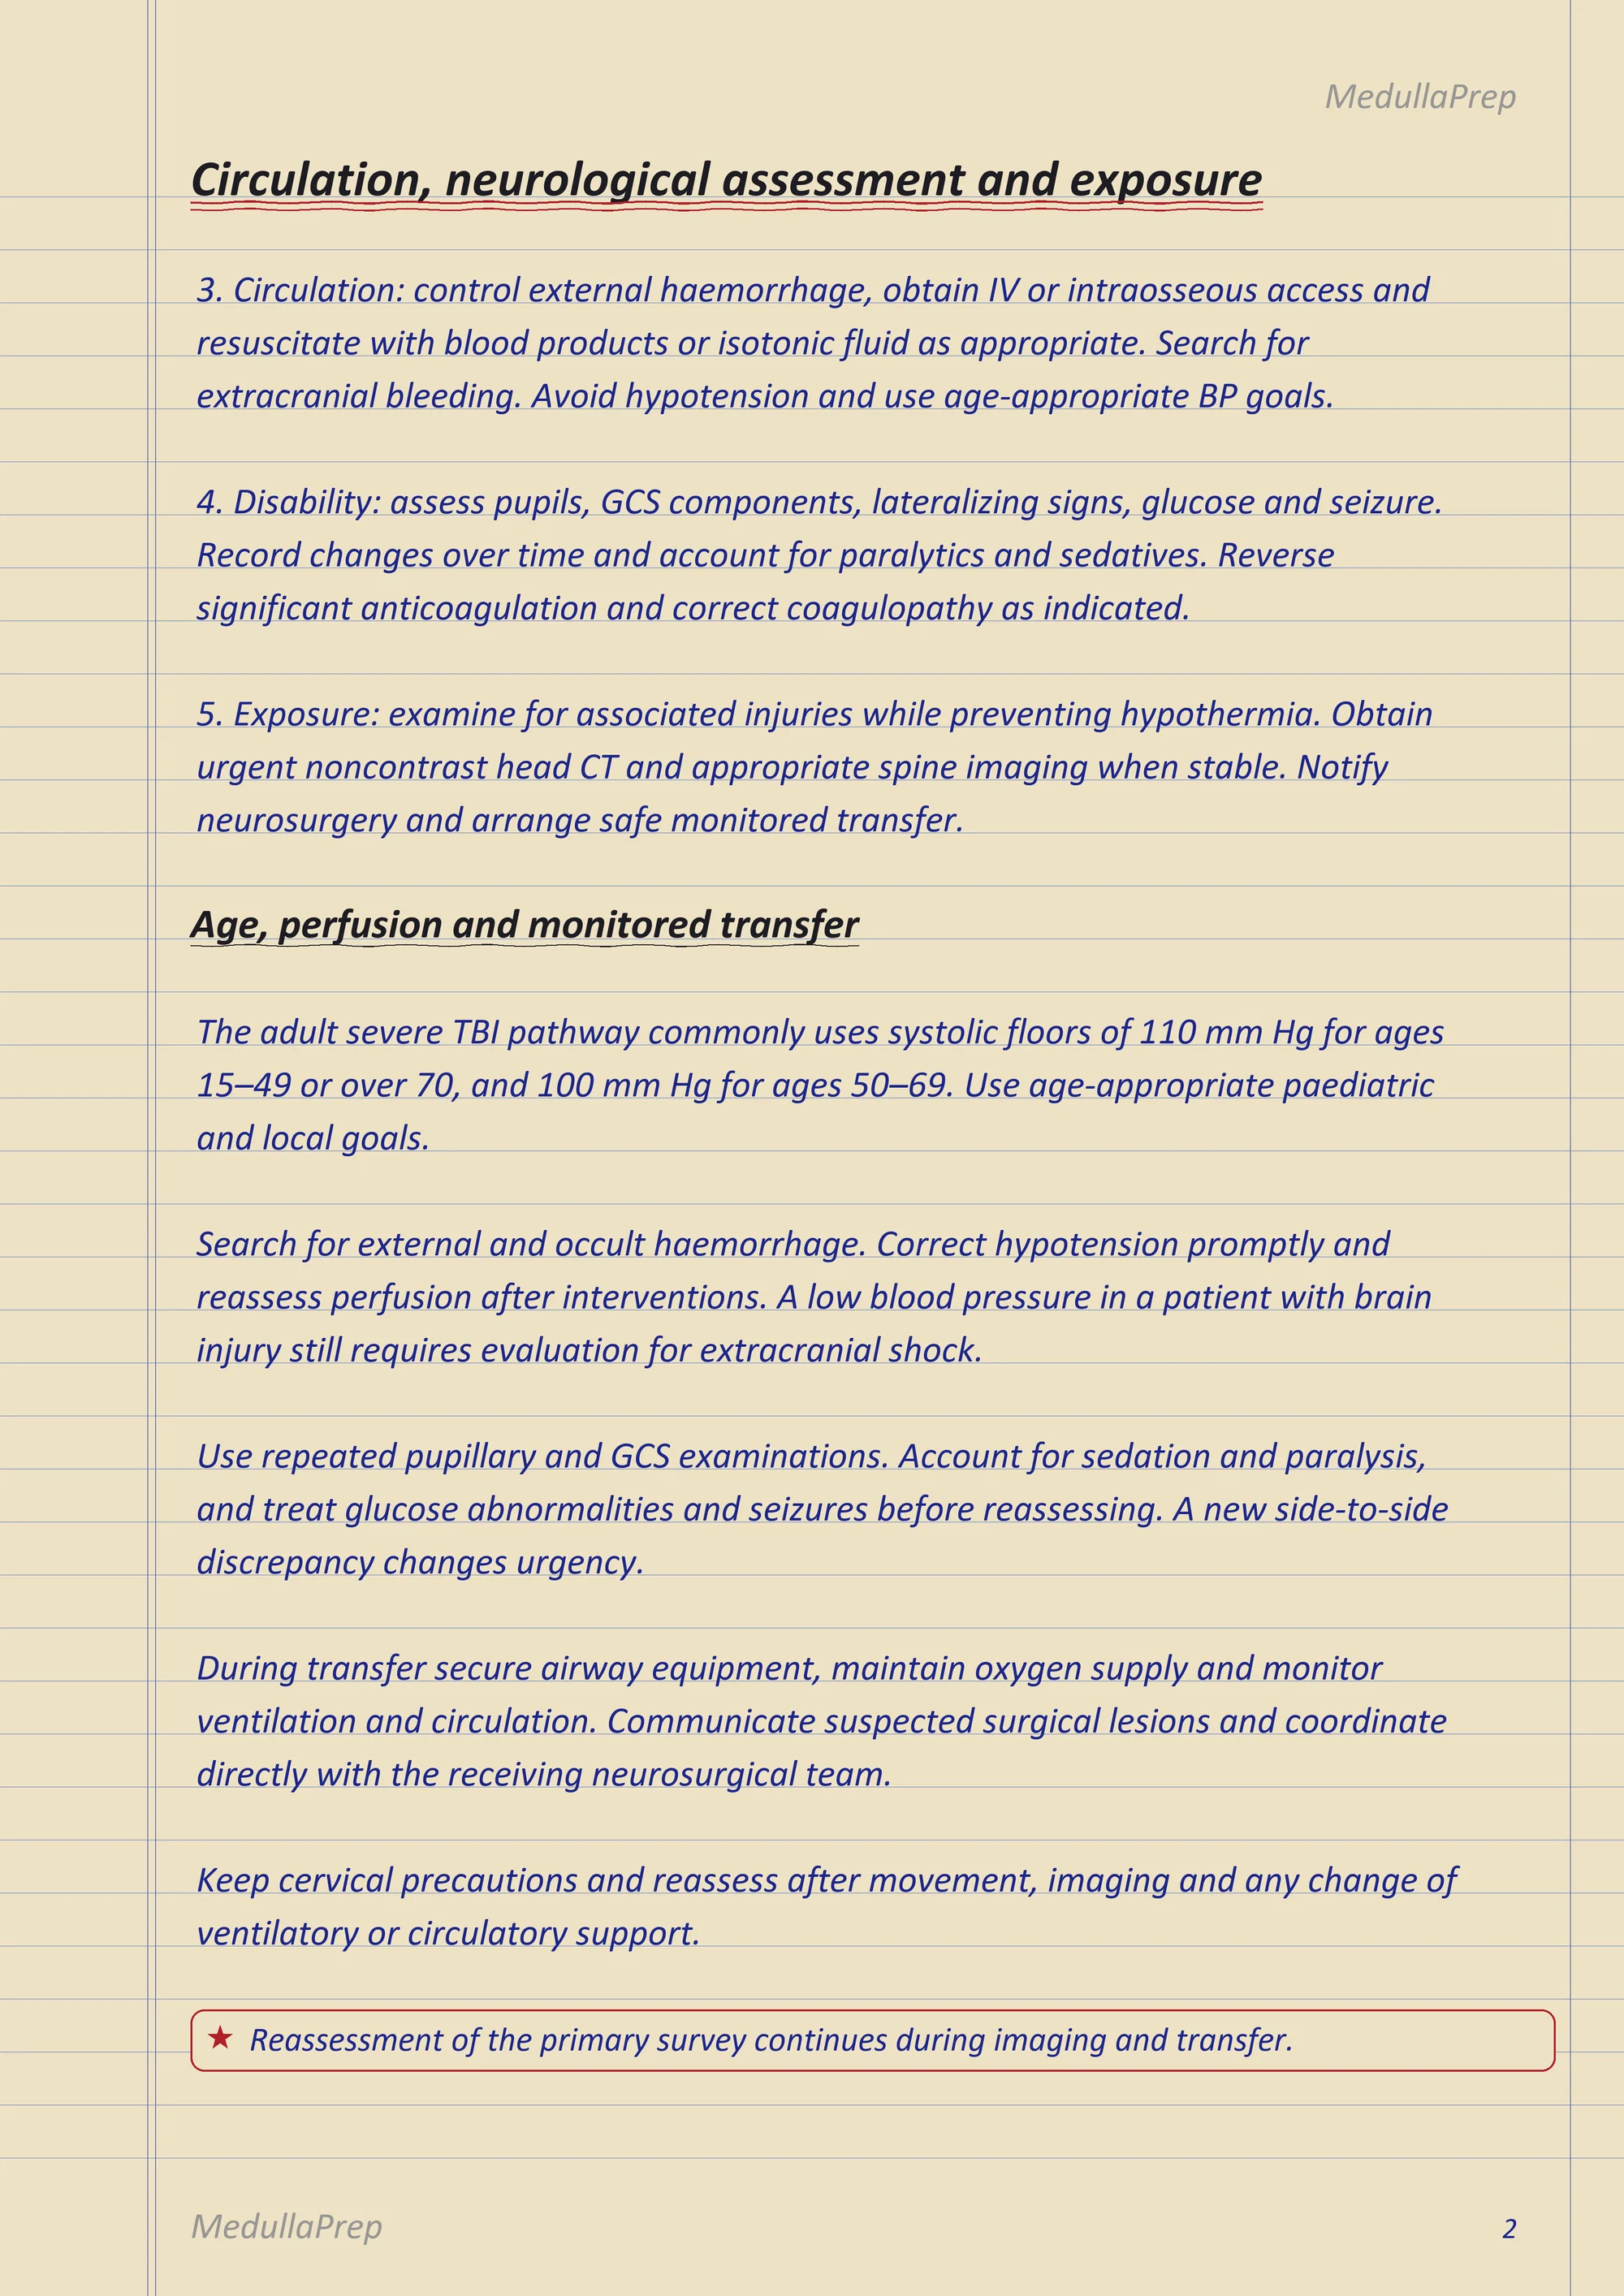 MedullaPrep
Circulation, neurological assessment and exposure
3. Circulation: control external haemorrhage, obtain IV or intraosseous access and
resuscitate with blood products or isotonic fluid as appropriate. Search for
extracranial bleeding. Avoid hypotension and use age-appropriate BP goals.
4. Disability: assess pupils, GCS components, lateralizing signs, glucose and seizure.
Record changes over time and account for paralytics and sedatives. Reverse
significant anticoagulation and correct coagulopathy as indicated.
5. Exposure: examine for associated injuries while preventing hypothermia. Obtain
urgent noncontrast head CT and appropriate spine imaging when stable. Notify
neurosurgery and arrange safe monitored transfer.
Age, perfusion and monitored transfer
The adult severe TBI pathway commonly uses systolic floors of 110 mm Hg for ages
15–49 or over 70, and 100 mm Hg for ages 50–69. Use age-appropriate paediatric
and local goals.
Search for external and occult haemorrhage. Correct hypotension promptly and
reassess perfusion after interventions. A low blood pressure in a patient with brain
injury still requires evaluation for extracranial shock.
Use repeated pupillary and GCS examinations. Account for sedation and paralysis,
and treat glucose abnormalities and seizures before reassessing. A new side-to-side
discrepancy changes urgency.
During transfer secure airway equipment, maintain oxygen supply and monitor
ventilation and circulation. Communicate suspected surgical lesions and coordinate
directly with the receiving neurosurgical team.
Keep cervical precautions and reassess after movement, imaging and any change of
ventilatory or circulatory support.
★ Reassessment of the primary survey continues during imaging and transfer.
MedullaPrep
2